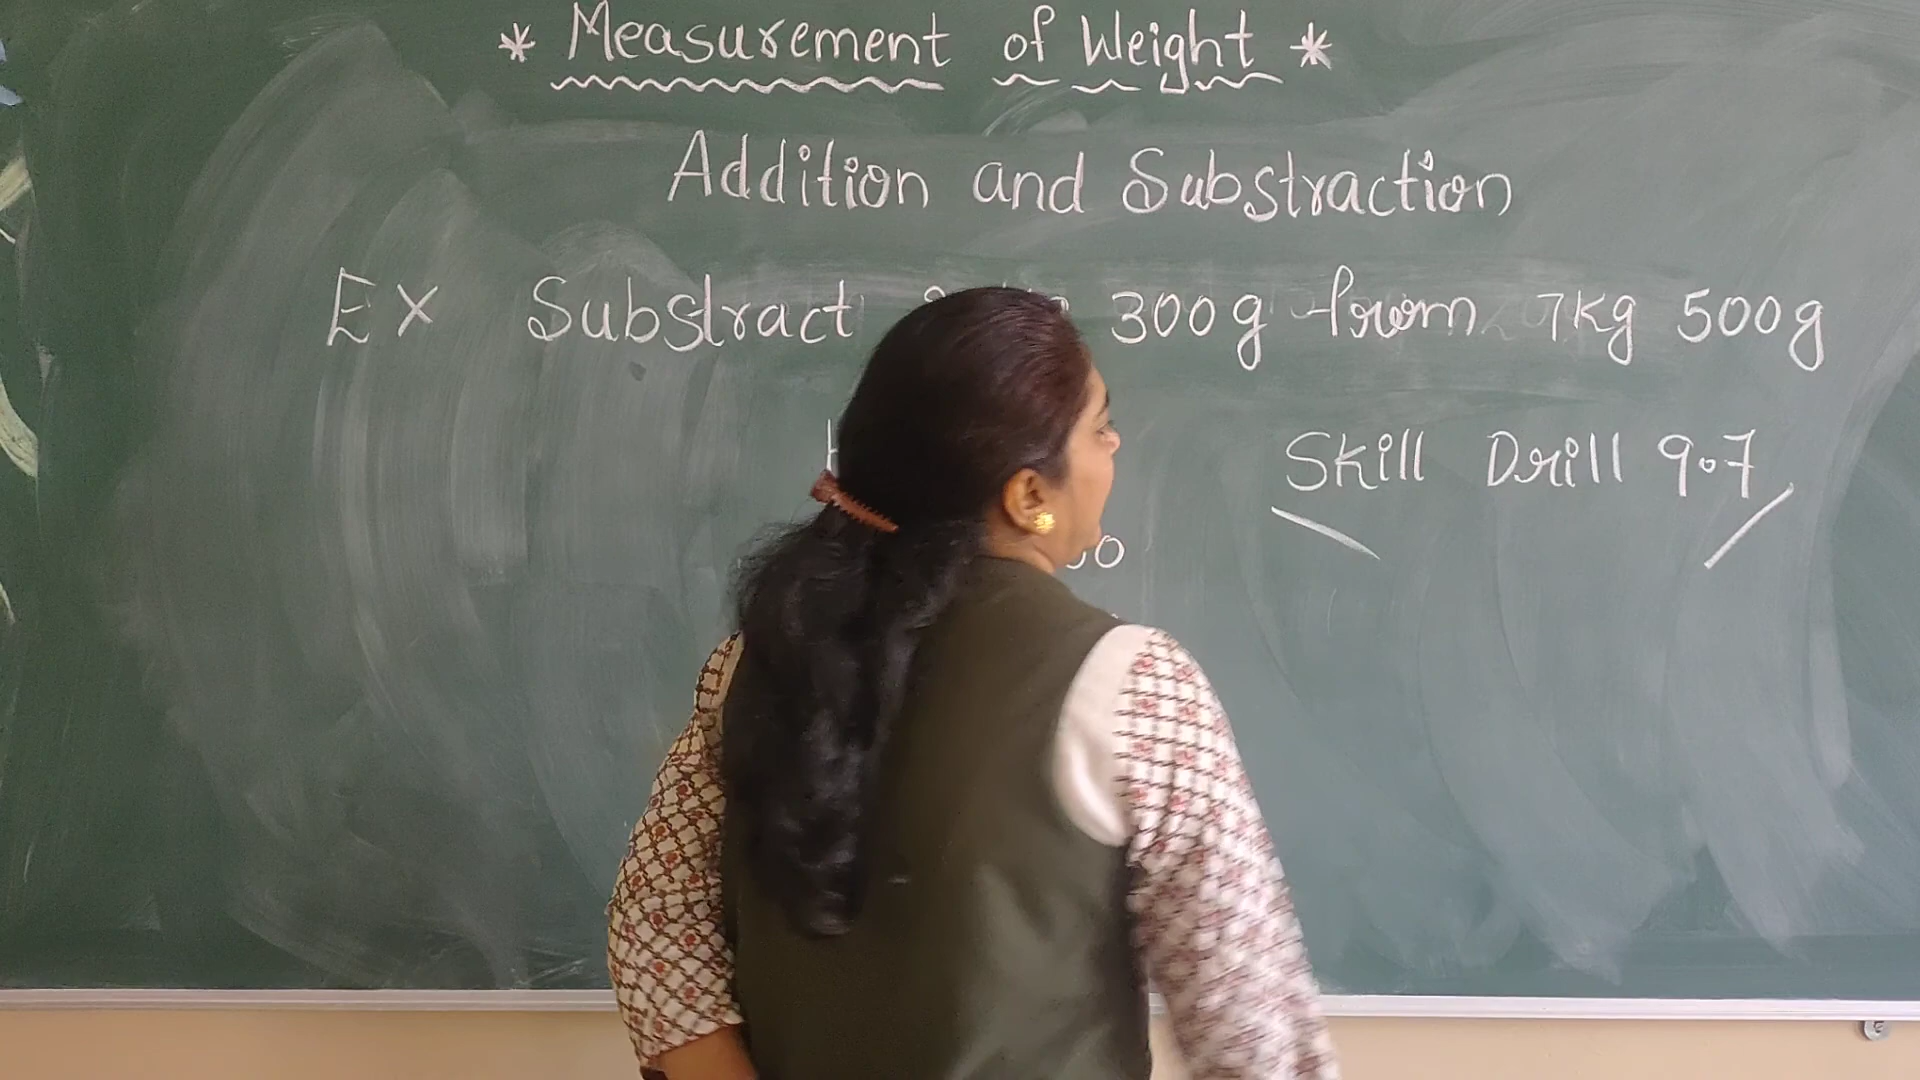 * Measurement of Weight *
Addition and Substraction
Ex Substract 300g from 7kg 500g
Skill Drill 9.7